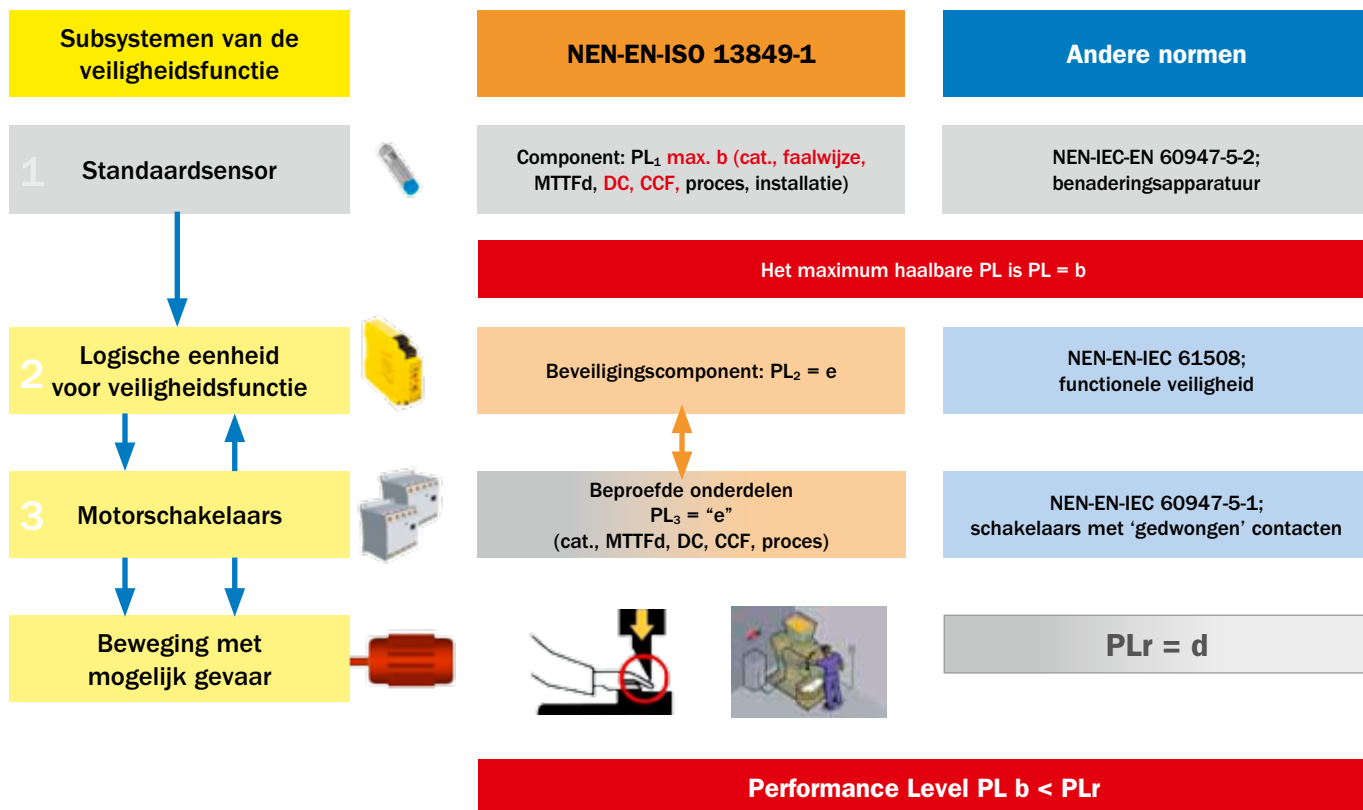 Subsystemen van de
veiligheidsfunctie
NEN-EN-ISO 13849-1
Andere normen
1
Standaardsensor
Component: PL₁ max. b (cat., faalwijze,
MTTFd, DC, CCF, proces, installatie)
NEN-IEC-EN 60947-5-2;
benaderingsapparatuur
Het maximum haalbare PL is PL = b
2
Logische eenheid
voor veiligheidsfunctie
Beveiligingscomponent: PL₂ = e
NEN-EN-IEC 61508;
functionele veiligheid
3
Motorschakelaars
Beproefde onderdelen
PL₃ = “e”
(cat., MTTFd, DC, CCF, proces)
NEN-EN-IEC 60947-5-1;
schakelaars met ‘gedwongen’ contacten
Beweging met
mogelijk gevaar
PLr = d
Performance Level PL b < PLr